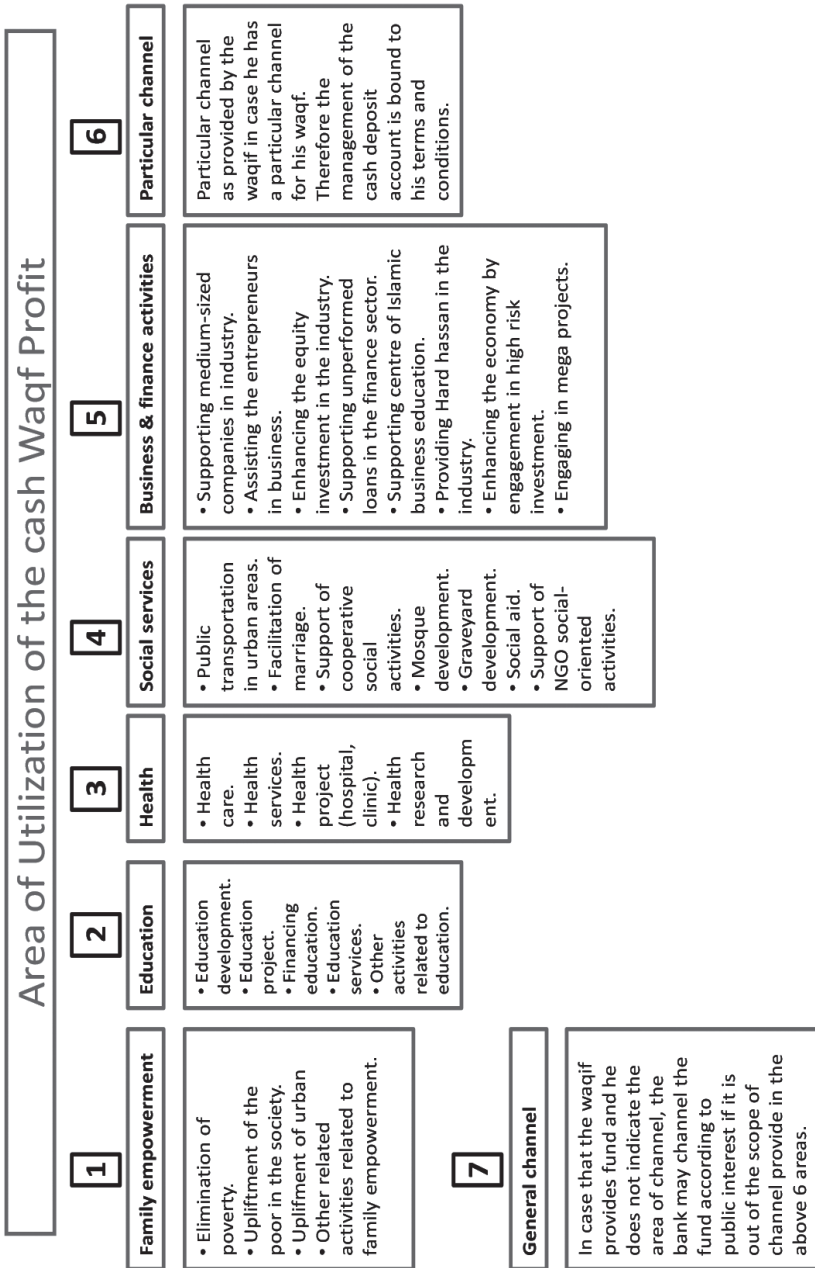 Area of Utilization of the cash Waqf Profit
1
Family empowerment
• Elimination of
poverty.
• Upliftment of the
poor in the society.
• Uplifment of urban
• Other related
activities related to
family empowerment.
2
Education
• Education
development.
• Education
project.
• Financing
education.
• Education
services.
• Other
activities
related to
education.
3
Health
• Health
care.
• Health
services.
• Health
project
(hospital,
clinic).
• Health
research
and
developm
ent.
4
Social services
• Public
transportation
in urban areas.
• Facilitation of
marriage.
• Support of
cooperative
social
activities.
• Mosque
development.
• Graveyard
development.
• Social aid.
• Support of
NGO social-
oriented
activities.
5
Business & finance activities
• Supporting medium-sized
companies in industry.
• Assisting the entrepreneurs
in business.
• Enhancing the equity
investment in the industry.
• Supporting unperformed
loans in the finance sector.
• Supporting centre of Islamic
business education.
• Providing Hard hassan in the
industry.
• Enhancing the economy by
engagement in high risk
investment.
• Engaging in mega projects.
6
Particular channel
Particular channel
as provided by the
waqif in case he has
a particular channel
for his waqf.
Therefore the
management of the
cash deposit
account is bound to
his terms and
conditions.
7
General channel
In case that the waqif
provides fund and he
does not indicate the
area of channel, the
bank may channel the
fund according to
public interest if it is
out of the scope of
channel provide in the
above 6 areas.